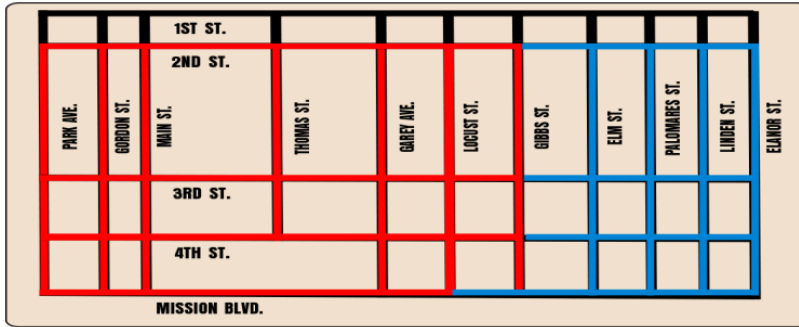 1ST ST.
2ND ST.
PARK AVE.
GORDON ST.
MAIN ST.
THOMAS ST.
GAREY AVE.
LOCUST ST.
GIBBS ST.
ELM ST.
PALOMARES ST.
LINDEN ST.
ELANOR ST.
3RD ST.
4TH ST.
MISSION BLVD.